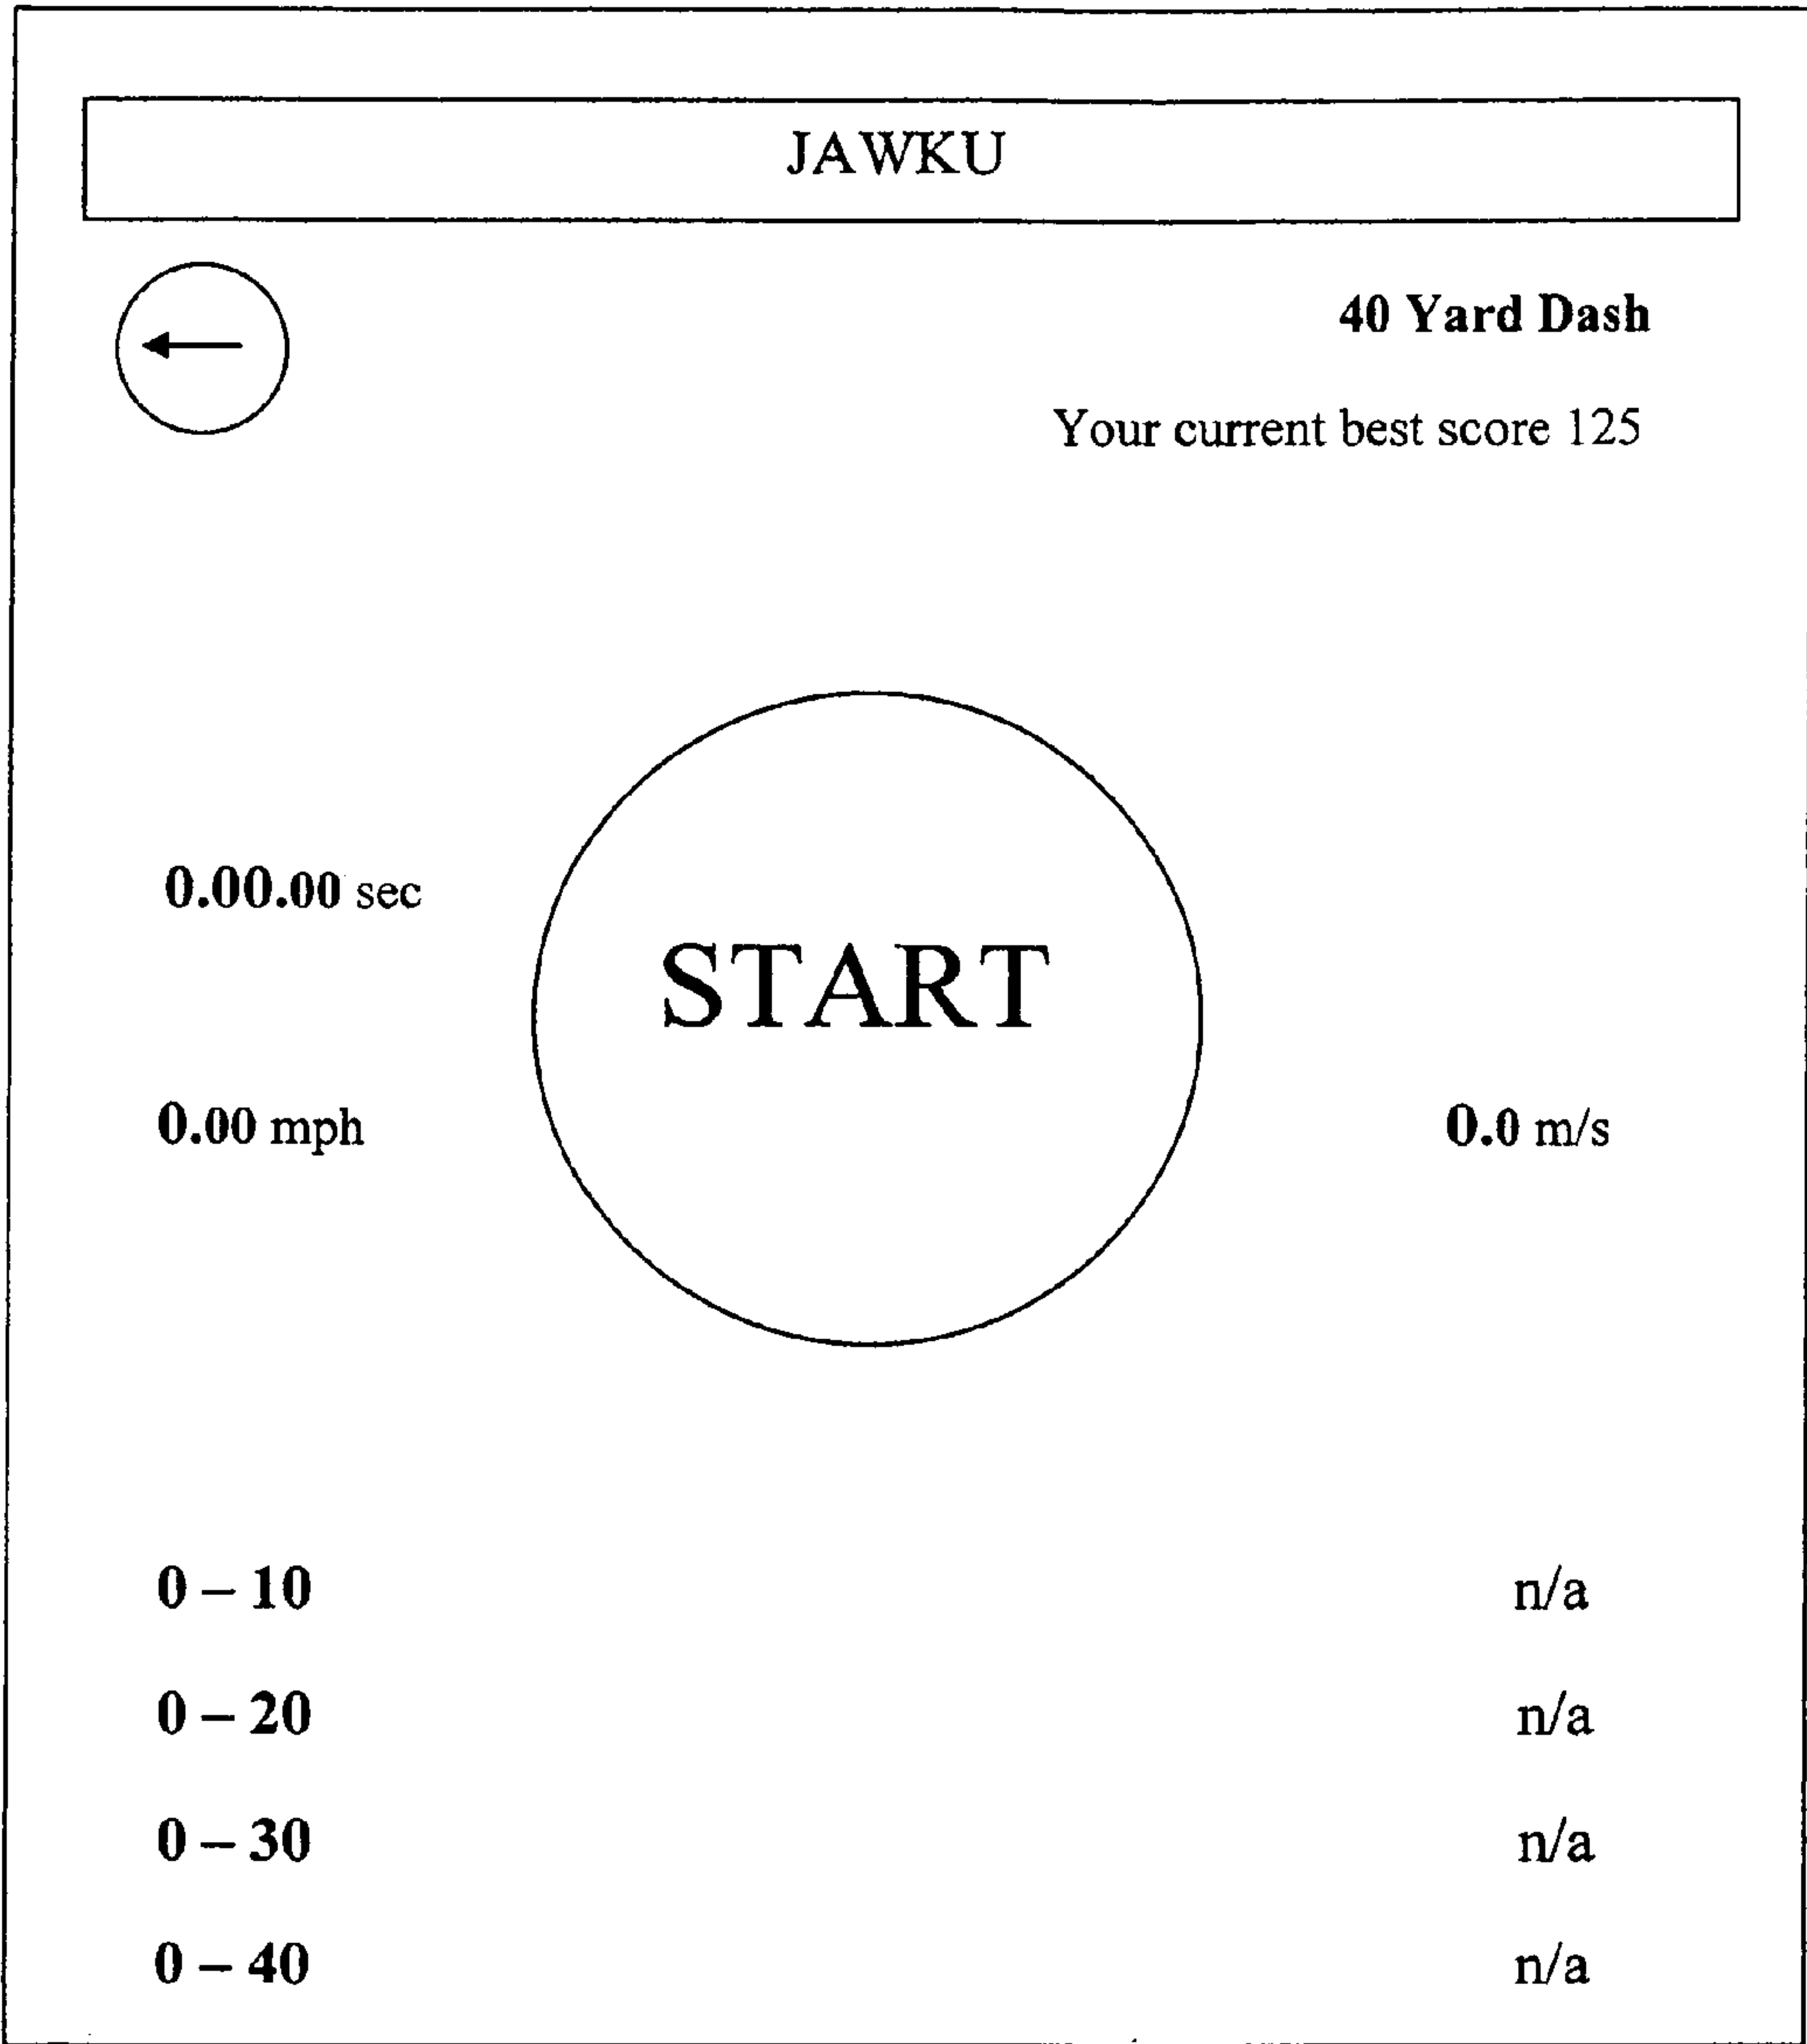 JAWKU
40 Yard Dash
Your current best score 125
0.00.00 sec
START
0.00 mph
0.0 m/s
0 – 10 n/a
0 – 20 n/a
0 – 30 n/a
0 – 40 n/a